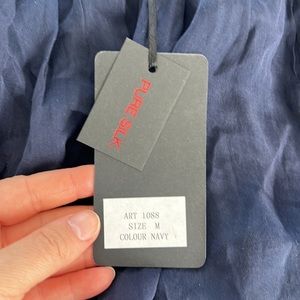 PURE SILK
ART 1088
SIZE M
COLOUR NAVY